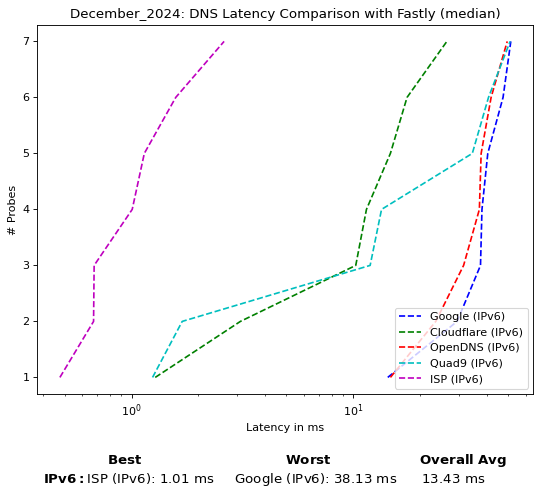 December_2024: DNS Latency Comparison with Fastly (median)
7
6
5
4
3
2
1
# Probes
10⁰
10¹
Latency in ms
Google (IPv6)
Cloudflare (IPv6)
OpenDNS (IPv6)
Quad9 (IPv6)
ISP (IPv6)
Best Worst Overall Avg
IPv6: ISP (IPv6): 1.01 ms Google (IPv6): 38.13 ms 13.43 ms